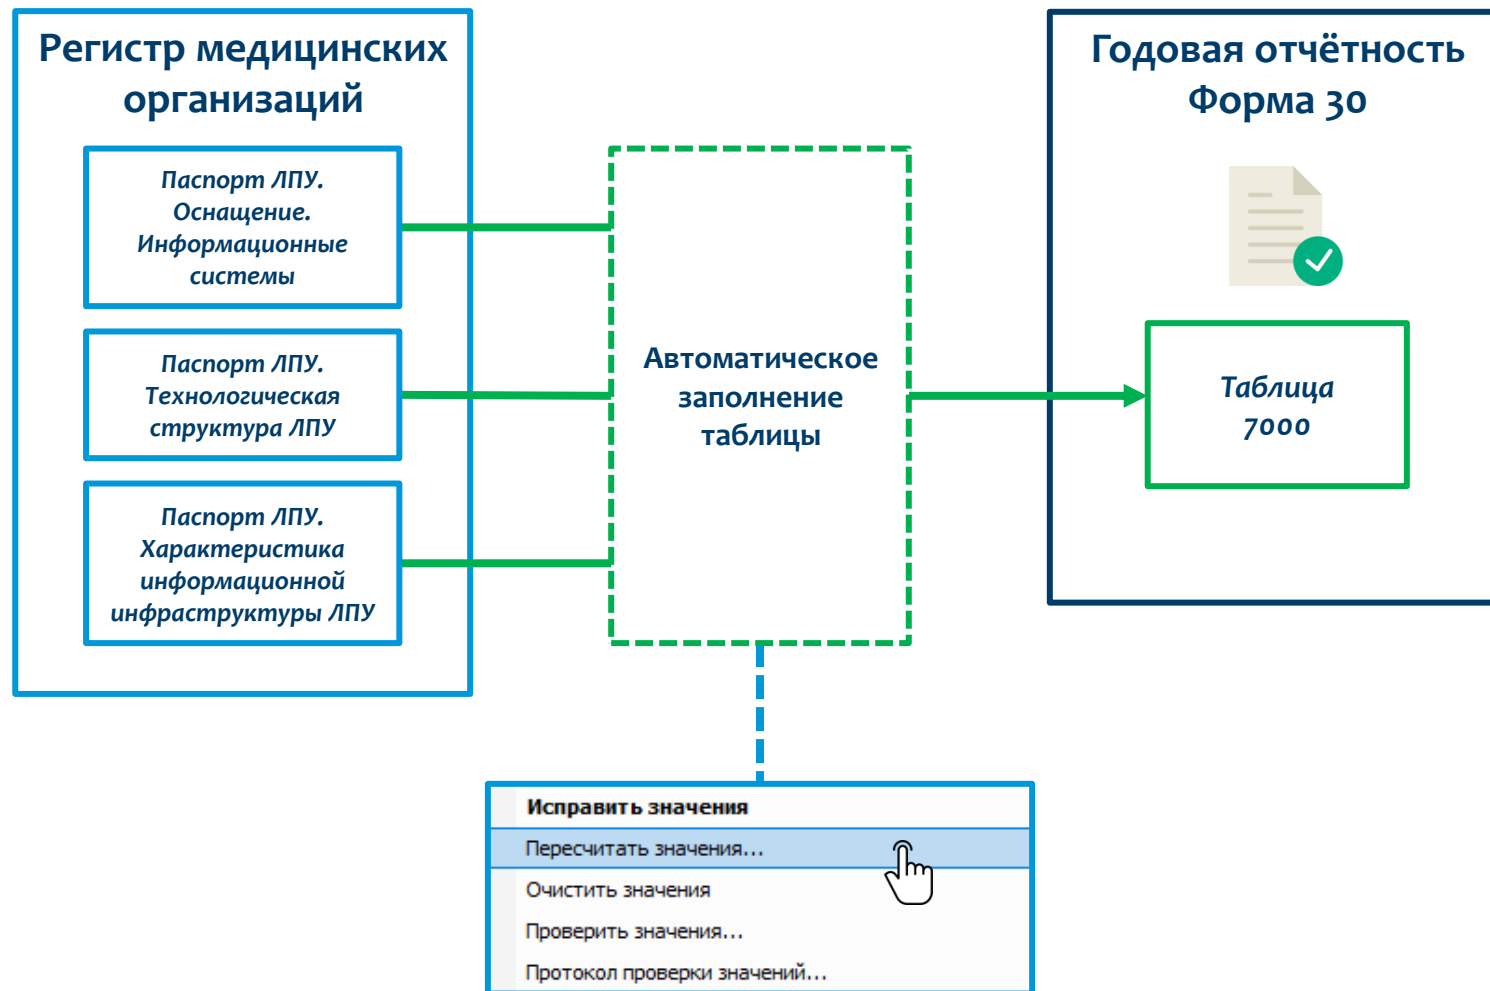 Регистр медицинских
организаций
Паспорт ЛПУ.
Оснащение.
Информационные
системы
Паспорт ЛПУ.
Технологическая
структура ЛПУ
Паспорт ЛПУ.
Характеристика
информационной
инфраструктуры ЛПУ
Автоматическое
заполнение
таблицы
Годовая отчётность
Форма 30
Таблица
7000
Исправить значения
Пересчитать значения...
Очистить значения
Проверить значения...
Протокол проверки значений...